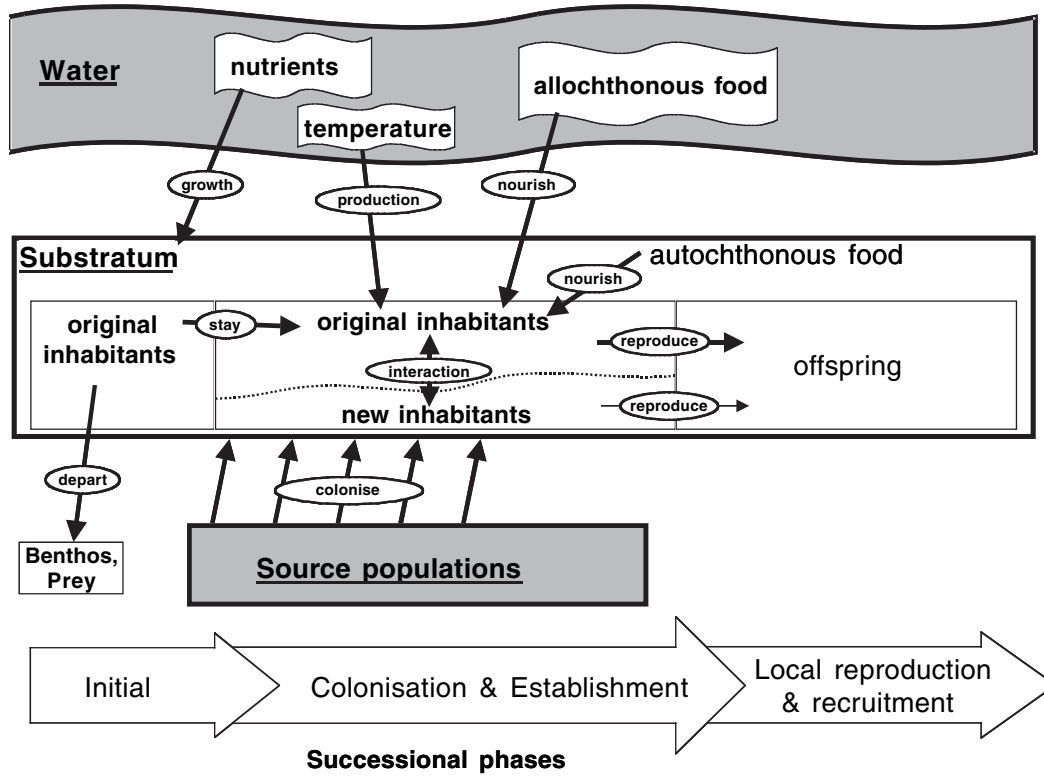 Water
nutrients
temperature
allochthonous food
growth
production
nourish
Substratum
autochthonous food
nourish
original
inhabitants
stay
original inhabitants
reproduce
offspring
interaction
new inhabitants
reproduce
depart
colonise
Benthos,
Prey
Source populations
Initial
Colonisation & Establishment
Local reproduction
& recruitment
Successional phases